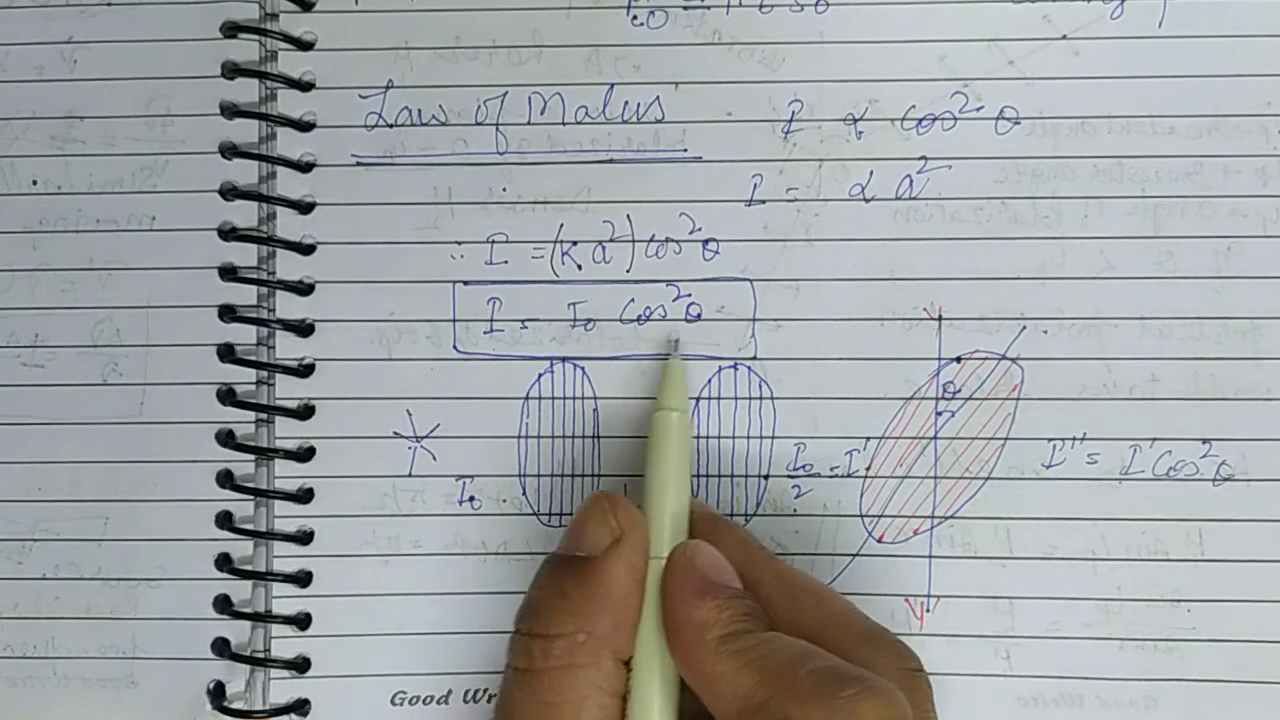 Law of Malus I ∝ cos²θ
I = ∝ a²
∴ I = (K a²) cos²θ
I = I₀ Cos²θ
Y
θ
I₀ I₀/2 = I' I'' = I' Cos²θ
Y'
Good Wr